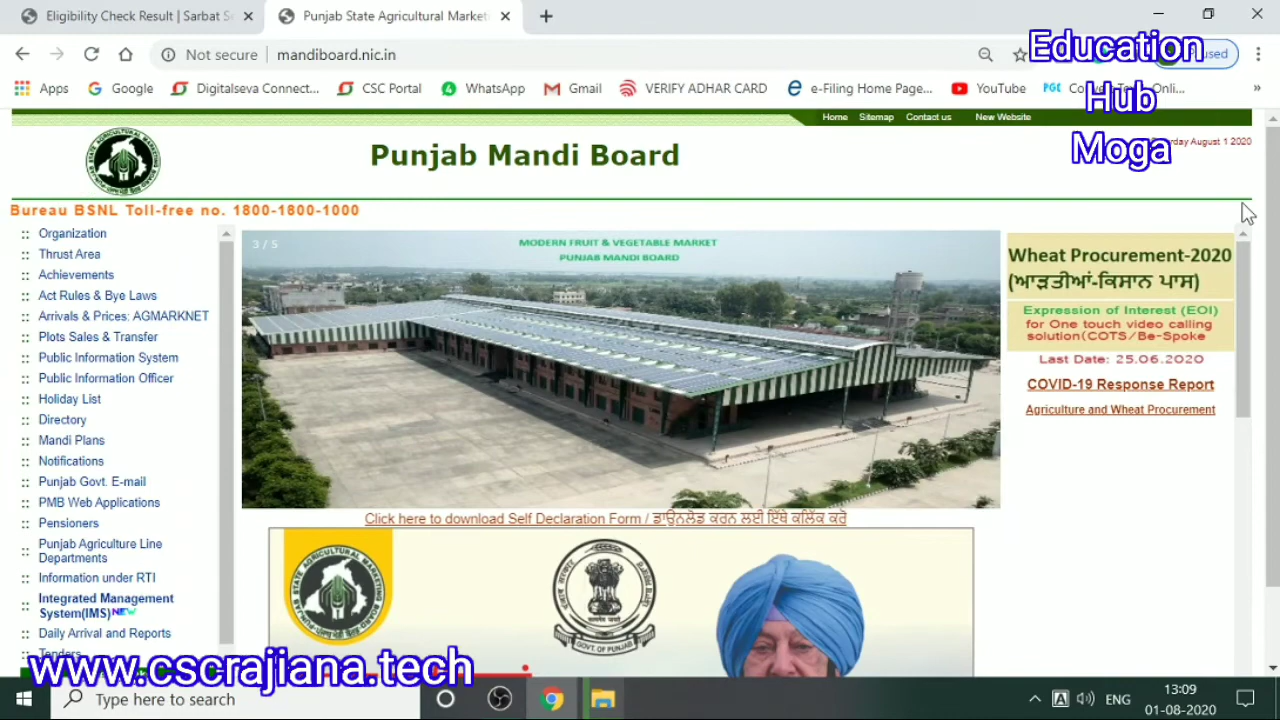 Eligibility Check Result | Sarbat Se
Punjab State Agricultural Market
Not secure
mandiboard.nic.in
Apps
Google
Digitalseva Connect...
CSC Portal
WhatsApp
Gmail
VERIFY ADHAR CARD
e-Filing Home Page...
YouTube
Education
Hub
Moga
Home Sitemap Contact us New Website
Punjab Mandi Board
August 1 2020
Bureau BSNL Toll-free no. 1800-1800-1000
Organization
Thrust Area
Achievements
Act Rules & Bye Laws
Arrivals & Prices: AGMARKNET
Plots Sales & Transfer
Public Information System
Public Information Officer
Holiday List
Directory
Mandi Plans
Notifications
Punjab Govt. E-mail
PMB Web Applications
Pensioners
Punjab Agriculture Line
Departments
Information under RTI
Integrated Management
System(IMS) NEW
Daily Arrival and Reports
Tenders
3 / 5
MODERN FRUIT & VEGETABLE MARKET
PUNJAB MANDI BOARD
Click here to download Self Declaration Form / ਡਾਊਨਲੋਡ ਕਰਨ ਲਈ ਇੱਥੇ ਕਲਿੱਕ ਕਰੋ
Wheat Procurement-2020
(ਆੜਤੀਆਂ-ਕਿਸਾਨ ਪਾਸ)
Expression of Interest (EOI)
for One touch video calling
solution(COTS/Be-Spoke
Last Date: 25.06.2020
COVID-19 Response Report
Agriculture and Wheat Procurement
www.cscrajiana.tech
Type here to search
ENG
13:09
01-08-2020